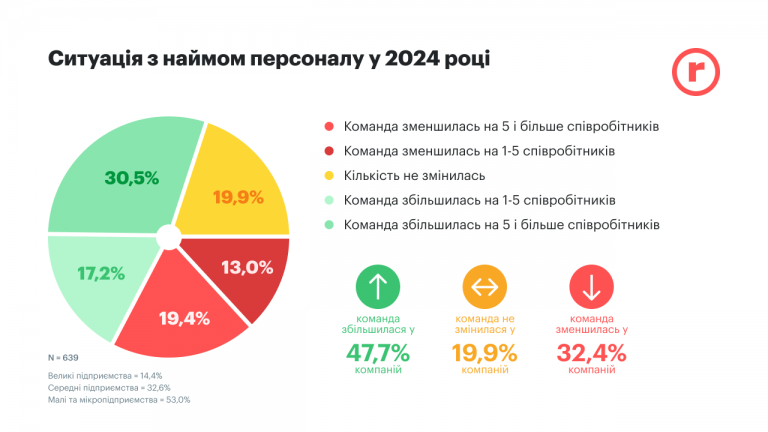 Ситуація з наймом персоналу у 2024 році
r
30,5%
19,9%
17,2%
13,0%
19,4%
Команда зменшилась на 5 і більше співробітників
Команда зменшилась на 1-5 співробітників
Кількість не змінилась
Команда збільшилась на 1-5 співробітників
Команда збільшилась на 5 і більше співробітників
команда
збільшилася у
47,7%
компаній
команда не
змінилася у
19,9%
компаній
команда
зменшилась у
32,4%
компаній
N = 639
Великі підприємства = 14,4%
Середні підприємства = 32,6%
Малі та мікропідприємства = 53,0%